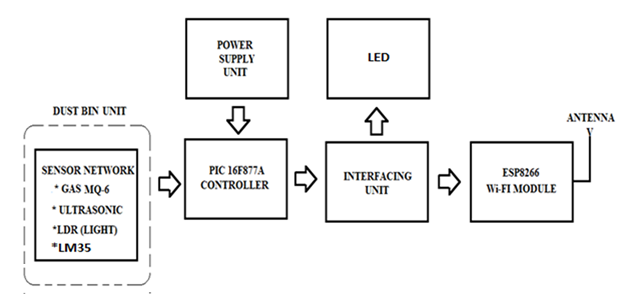 POWER
SUPPLY
UNIT
LED
DUST BIN UNIT
ANTENNA
SENSOR NETWORK
* GAS MQ-6
* ULTRASONIC
*LDR (LIGHT)
*LM35
PIC 16F877A
CONTROLLER
INTERFACING
UNIT
ESP8266
Wi-FI MODULE